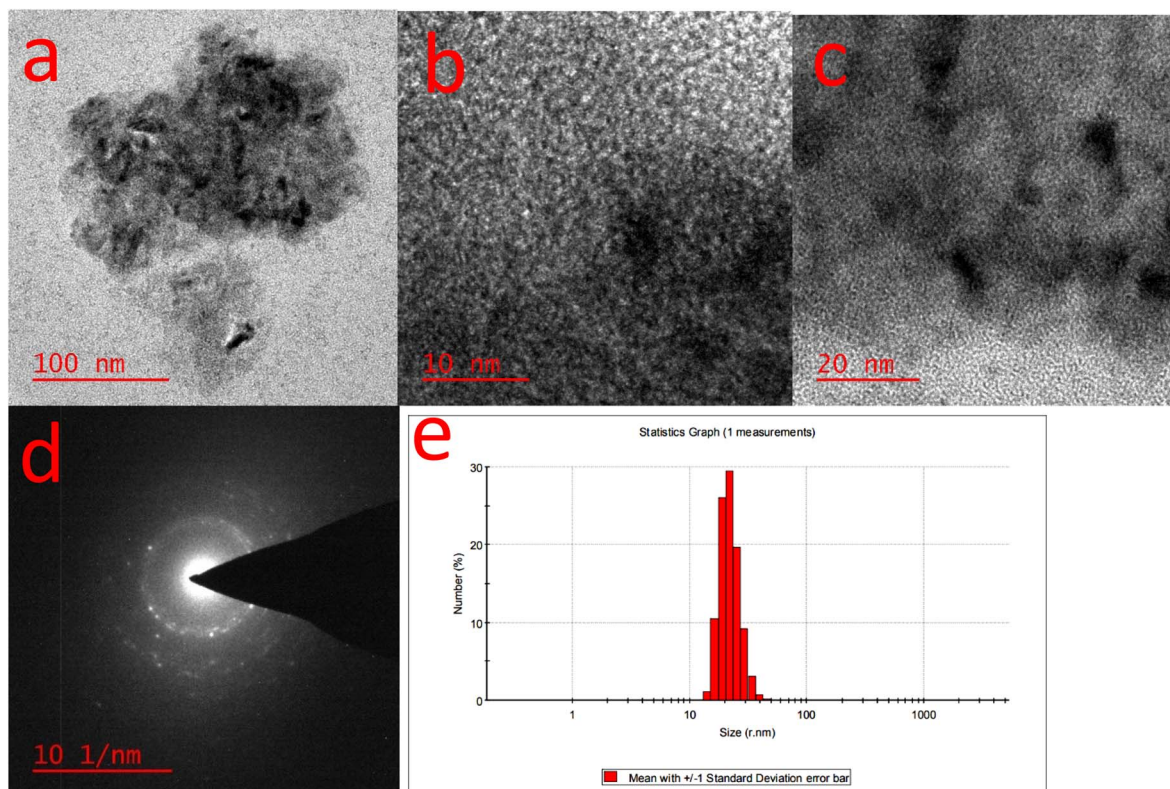 a
b
c
100 nm
10 nm
20 nm
d
e
10 1/nm
Statistics Graph (1 measurements)
30
20
10
0
Number (%)
1
10
100
1000
Size (r.nm)
Mean with +/-1 Standard Deviation error bar